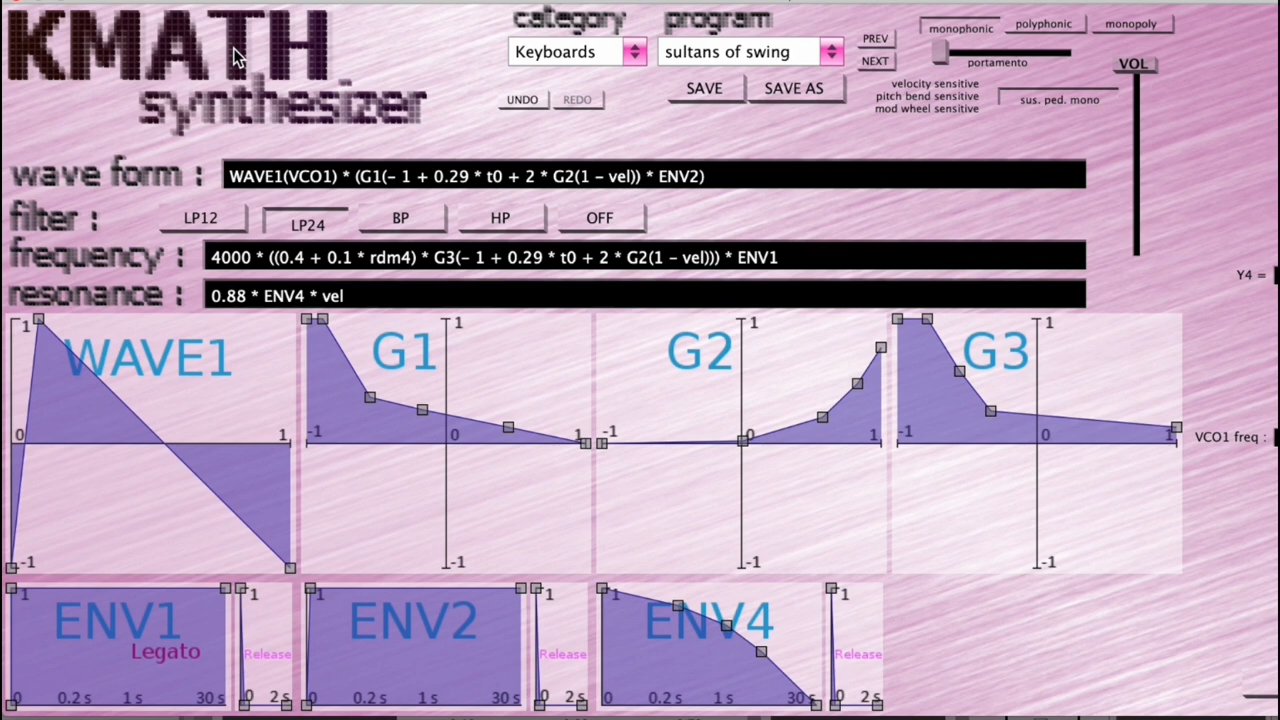 KMATH
synthesizer
category program
Keyboards sultans of swing
PREV
NEXT
monophonic polyphonic monopoly
portamento
VOL
UNDO REDO
SAVE SAVE AS
velocity sensitive
pitch bend sensitive
mod wheel sensitive
sus. ped. mono
wave form : WAVE1(VCO1) * (G1(- 1 + 0.29 * t0 + 2 * G2(1 - vel)) * ENV2)
filter : LP12 LP24 BP HP OFF
frequency : 4000 * ((0.4 + 0.1 * rdm4) * G3(- 1 + 0.29 * t0 + 2 * G2(1 - vel))) * ENV1
resonance : 0.88 * ENV4 * vel
Y4 =
1 WAVE1 0 1 -1
G1 1 -1 0 1 -1
G2 1 -1 0 1 -1
G3 1 -1 0 1 -1
VCO1 freq :
1 ENV1 Legato 0 0.2 s 1 s 30 s
1 Release 0 2 s
1 ENV2 0 0.2 s 1 s 30 s
1 Release 0 2 s
1 ENV4 0 0.2 s 1 s 30 s
1 Release 0 2 s